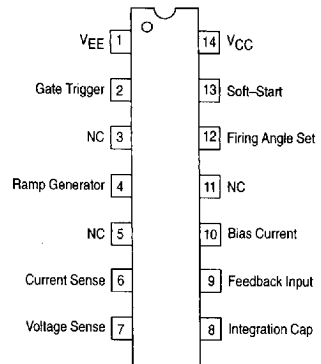 VEE 1 14 VCC
Gate Trigger 2 13 Soft–Start
NC 3 12 Firing Angle Set
Ramp Generator 4 11 NC
NC 5 10 Bias Current
Current Sense 6 9 Feedback Input
Voltage Sense 7 8 Integration Cap